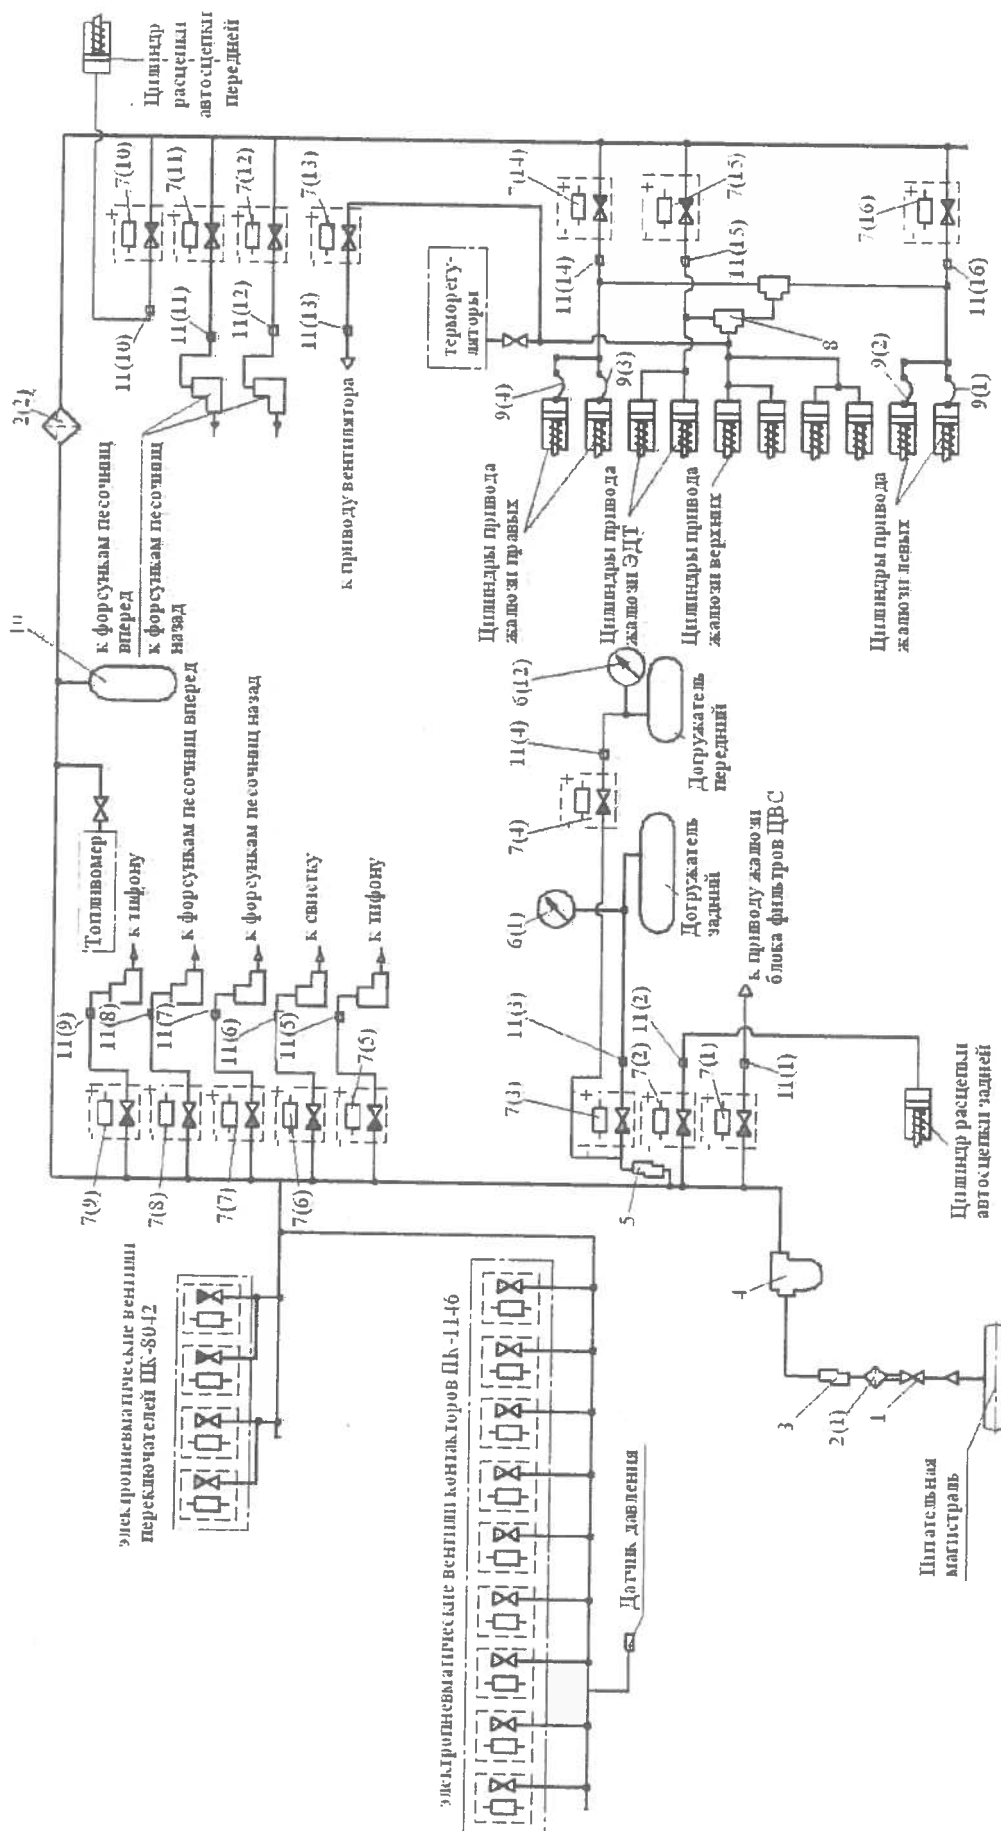 Цилиндр
расцепки
автосцепки
передней
2(2)
7(10)
7(11)
7(12)
7(13)
11(10)
11(11)
11(12)
11(13)
терморегу-
ляторы
7(14)
7(15)
7(16)
11(14)
11(15)
11(16)
8
9(4)
9(3)
9(2)
9(1)
10
к форсункам песочниц
вперед
к форсункам песочниц
назад
к приводу вентилятора
Цилиндры привода
жалюзи правых
Цилиндры привода
жалюзи ЭДТ
Цилиндры привода
жалюзи верхних
Цилиндры привода
жалюзи левых
Топливомер
к тифону
к форсункам песочниц вперед
к форсункам песочниц назад
к свистку
к тифону
11(9)
11(8)
11(7)
11(6)
11(5)
7(9)
7(8)
7(7)
7(6)
7(5)
6(12)
11(4)
7(4)
Догружатель
передний
6(1)
Догружатель
задний
11(3)
7(3)
11(2)
7(2)
7(1)
11(1)
к приводу жалюзи
блока фильтров ЦВС
5
Цилиндр расцепки
автосцепки задней
4
3
2(1)
1
Питательная
магистраль
электропневматические вентили
переключателей ПК-8042
электропневматические вентили контакторов ПК-1146
Датчик давления